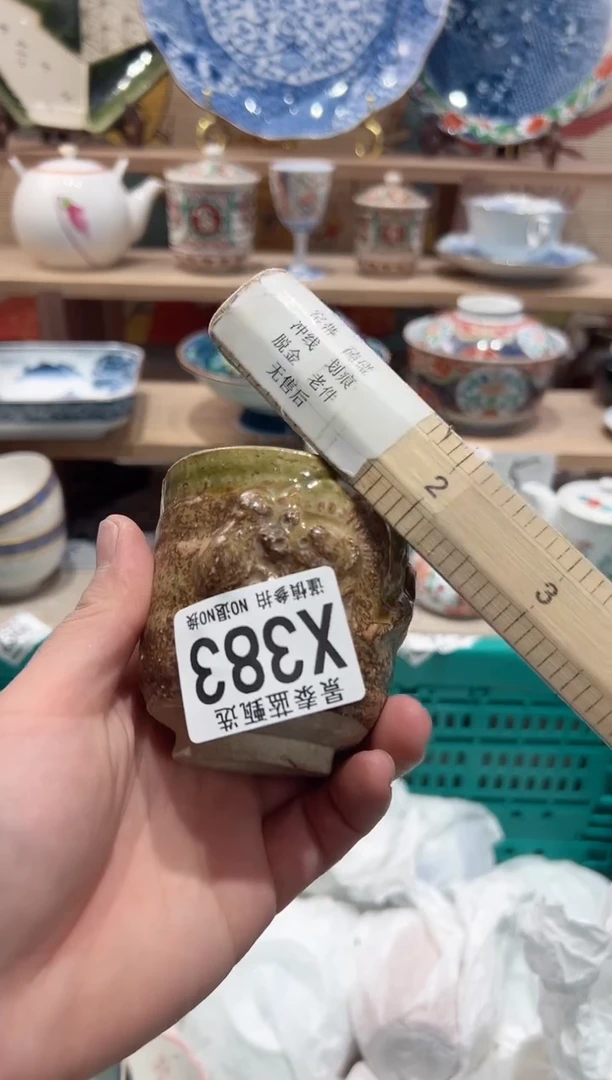 冲线 划痕
脱金 老件
无售后
2
3
景泰蓝甄选
X383
谨慎参拍 NO退NO换